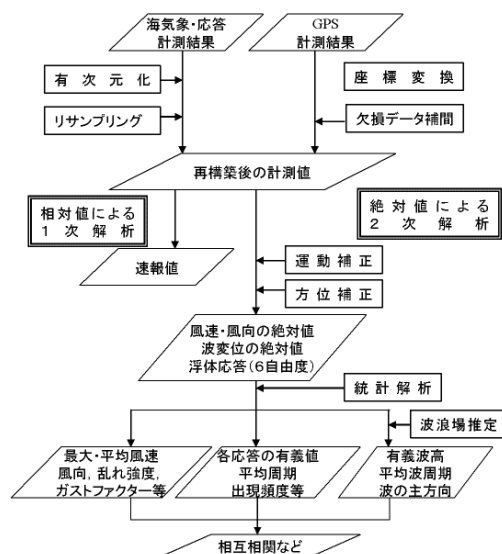 海気象・応答
計測結果
GPS
計測結果
有次元化
座標変換
リサンプリング
欠損データ補間
再構築後の計測値
相対値による
1次解析
絶対値による
2次解析
速報値
運動補正
方位補正
風速・風向の絶対値
波変位の絶対値
浮体応答(6自由度)
統計解析
波浪場推定
最大・平均風速
風向, 乱れ強度,
ガストファクター等
各応答の有義値
平均周期
出現頻度等
有義波高
平均波周期
波の主方向
相互相関など